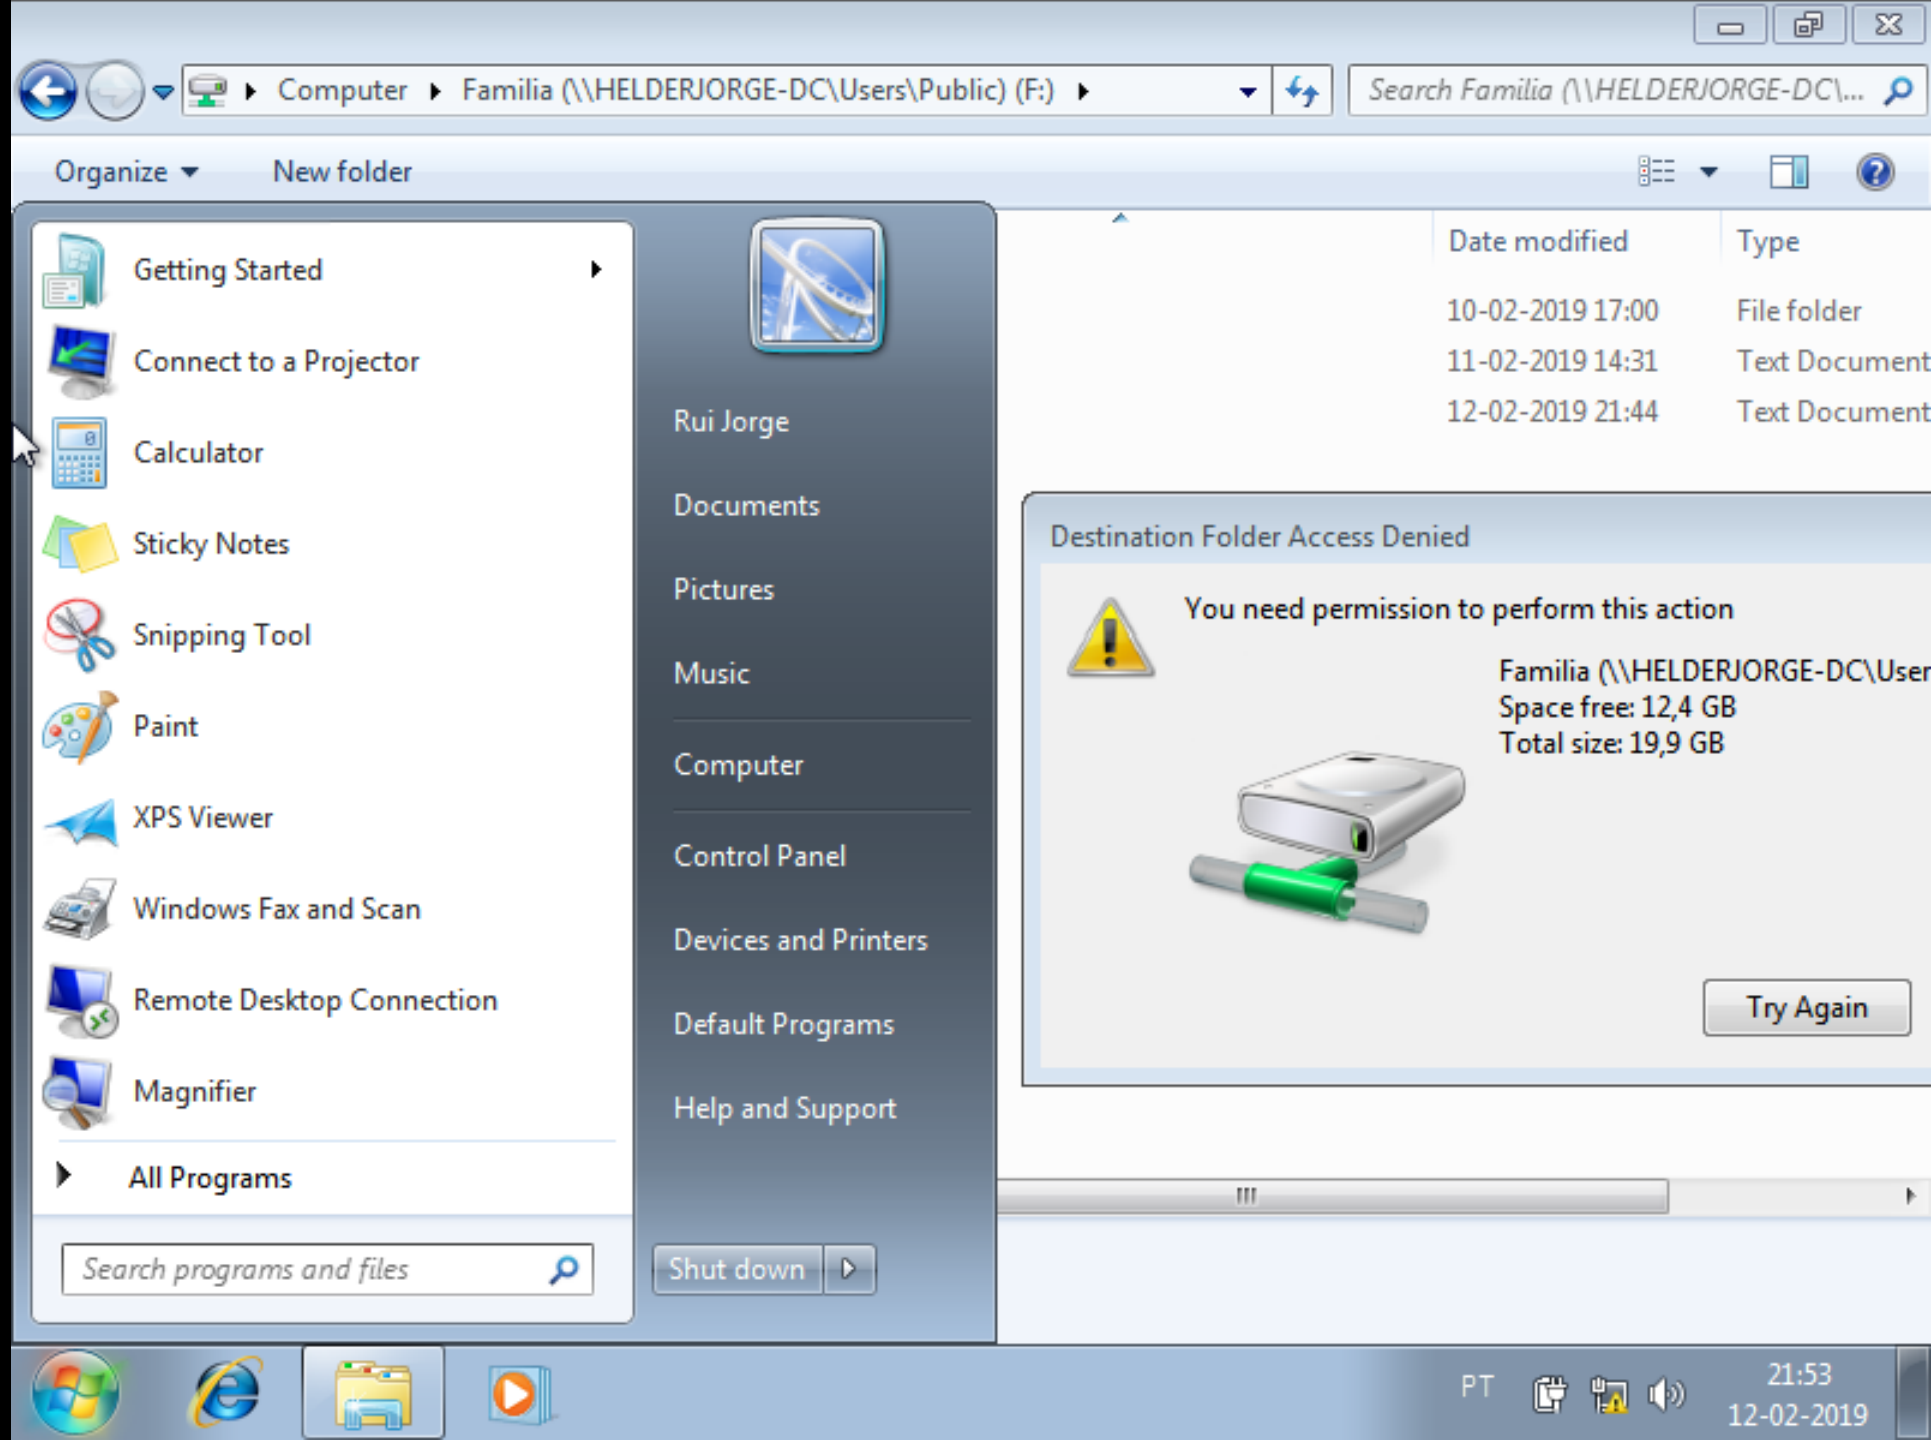 Computer
Familia (\\HELDERJORGE-DC\Users\Public) (F:)
Search Familia (\\HELDERJORGE-DC\...
Organize
New folder
Date modified
Type
10-02-2019 17:00
File folder
11-02-2019 14:31
Text Document
12-02-2019 21:44
Text Document
Getting Started
Connect to a Projector
Calculator
Sticky Notes
Snipping Tool
Paint
XPS Viewer
Windows Fax and Scan
Remote Desktop Connection
Magnifier
All Programs
Search programs and files
Rui Jorge
Documents
Pictures
Music
Computer
Control Panel
Devices and Printers
Default Programs
Help and Support
Shut down
Destination Folder Access Denied
You need permission to perform this action
Familia (\\HELDERJORGE-DC\User
Space free: 12,4 GB
Total size: 19,9 GB
Try Again
PT
21:53
12-02-2019